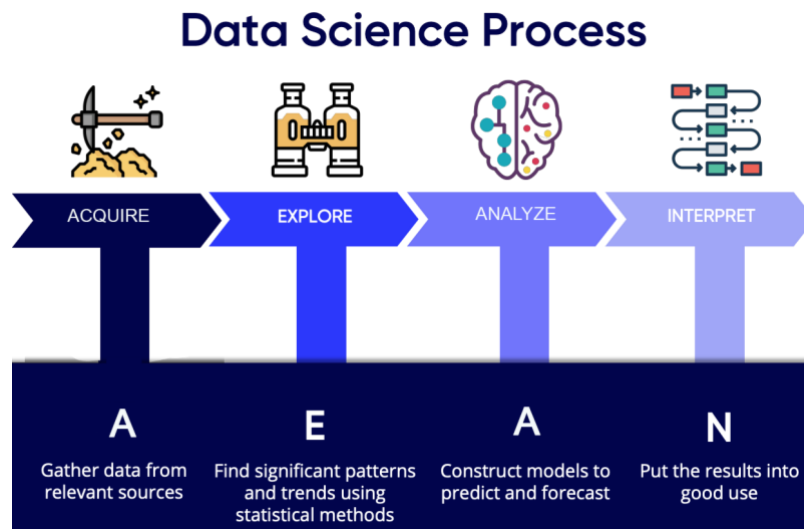 Data Science Process
ACQUIRE
EXPLORE
ANALYZE
INTERPRET
A
Gather data from
relevant sources
E
Find significant patterns
and trends using
statistical methods
A
Construct models to
predict and forecast
N
Put the results into
good use